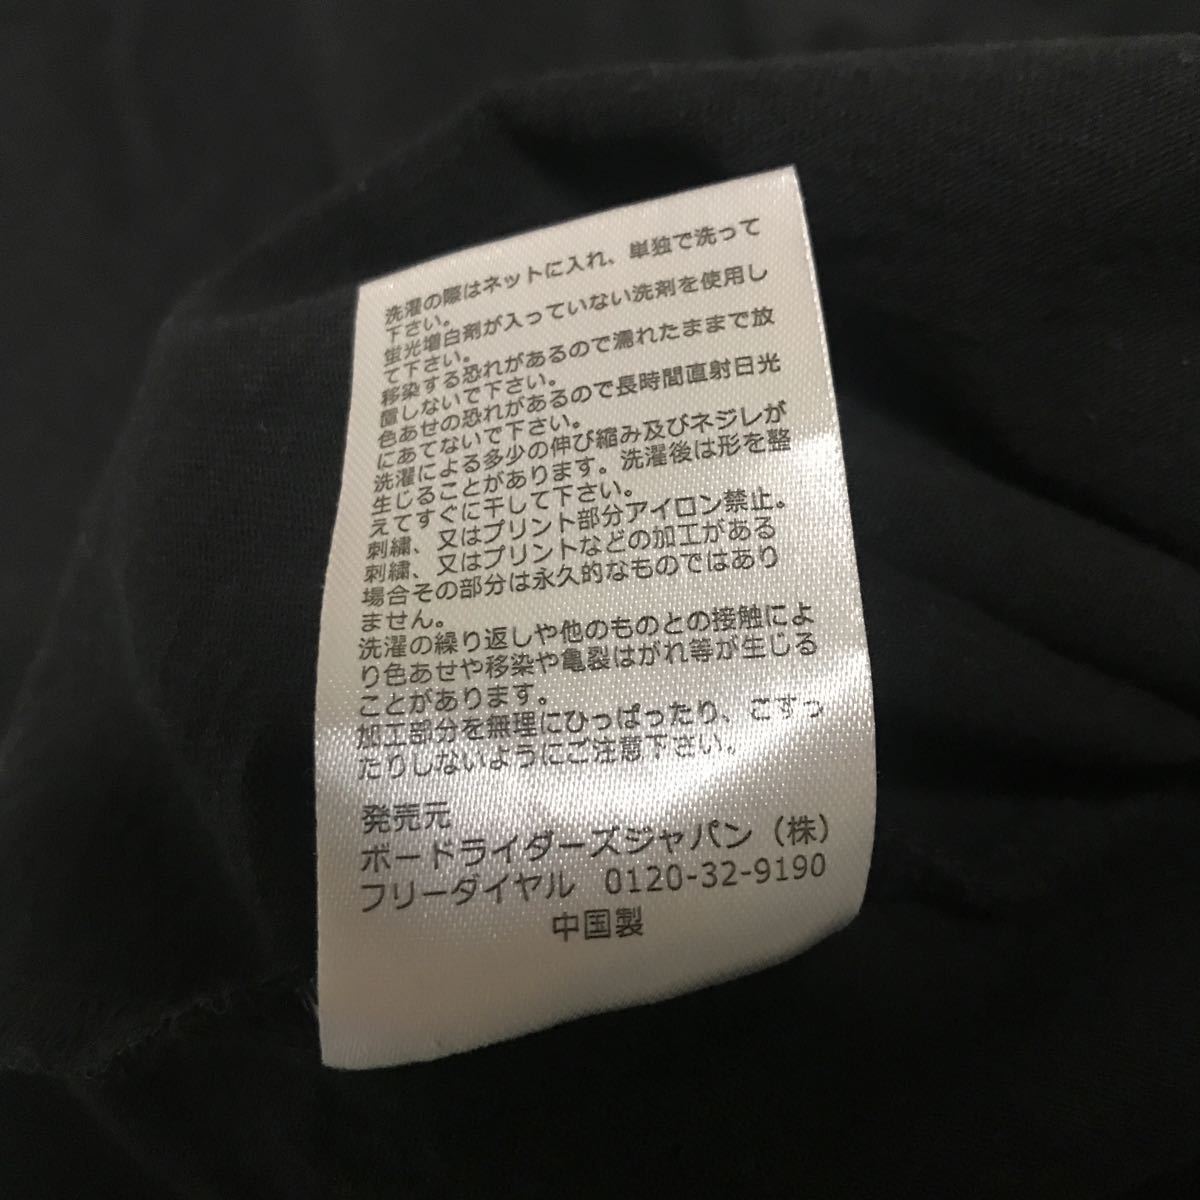 洗濯の際はネットに入れ、単独で洗って
下さい。
蛍光増白剤が入っていない洗剤を使用し
て下さい。
移染する恐れがあるので濡れたままで放
置しないで下さい。
色あせの恐れがあるので長時間直射日光
にあてないで下さい。
洗濯による多少の伸び縮み及びネジレが
生じることがあります。洗濯後は形を整
えてすぐに干して下さい。
刺繍、又はプリント部分アイロン禁止。
刺繍、又はプリントなどの加工がある
場合その部分は永久的なものではあり
ません。
洗濯の繰り返しや他のものとの接触によ
り色あせや移染や亀裂はがれ等が生じる
ことがあります。
加工部分を無理にひっぱったり、こすっ
たりしないようにご注意下さい。
発売元
ボードライダーズジャパン（株）
フリーダイヤル 0120-32-9190
中国製